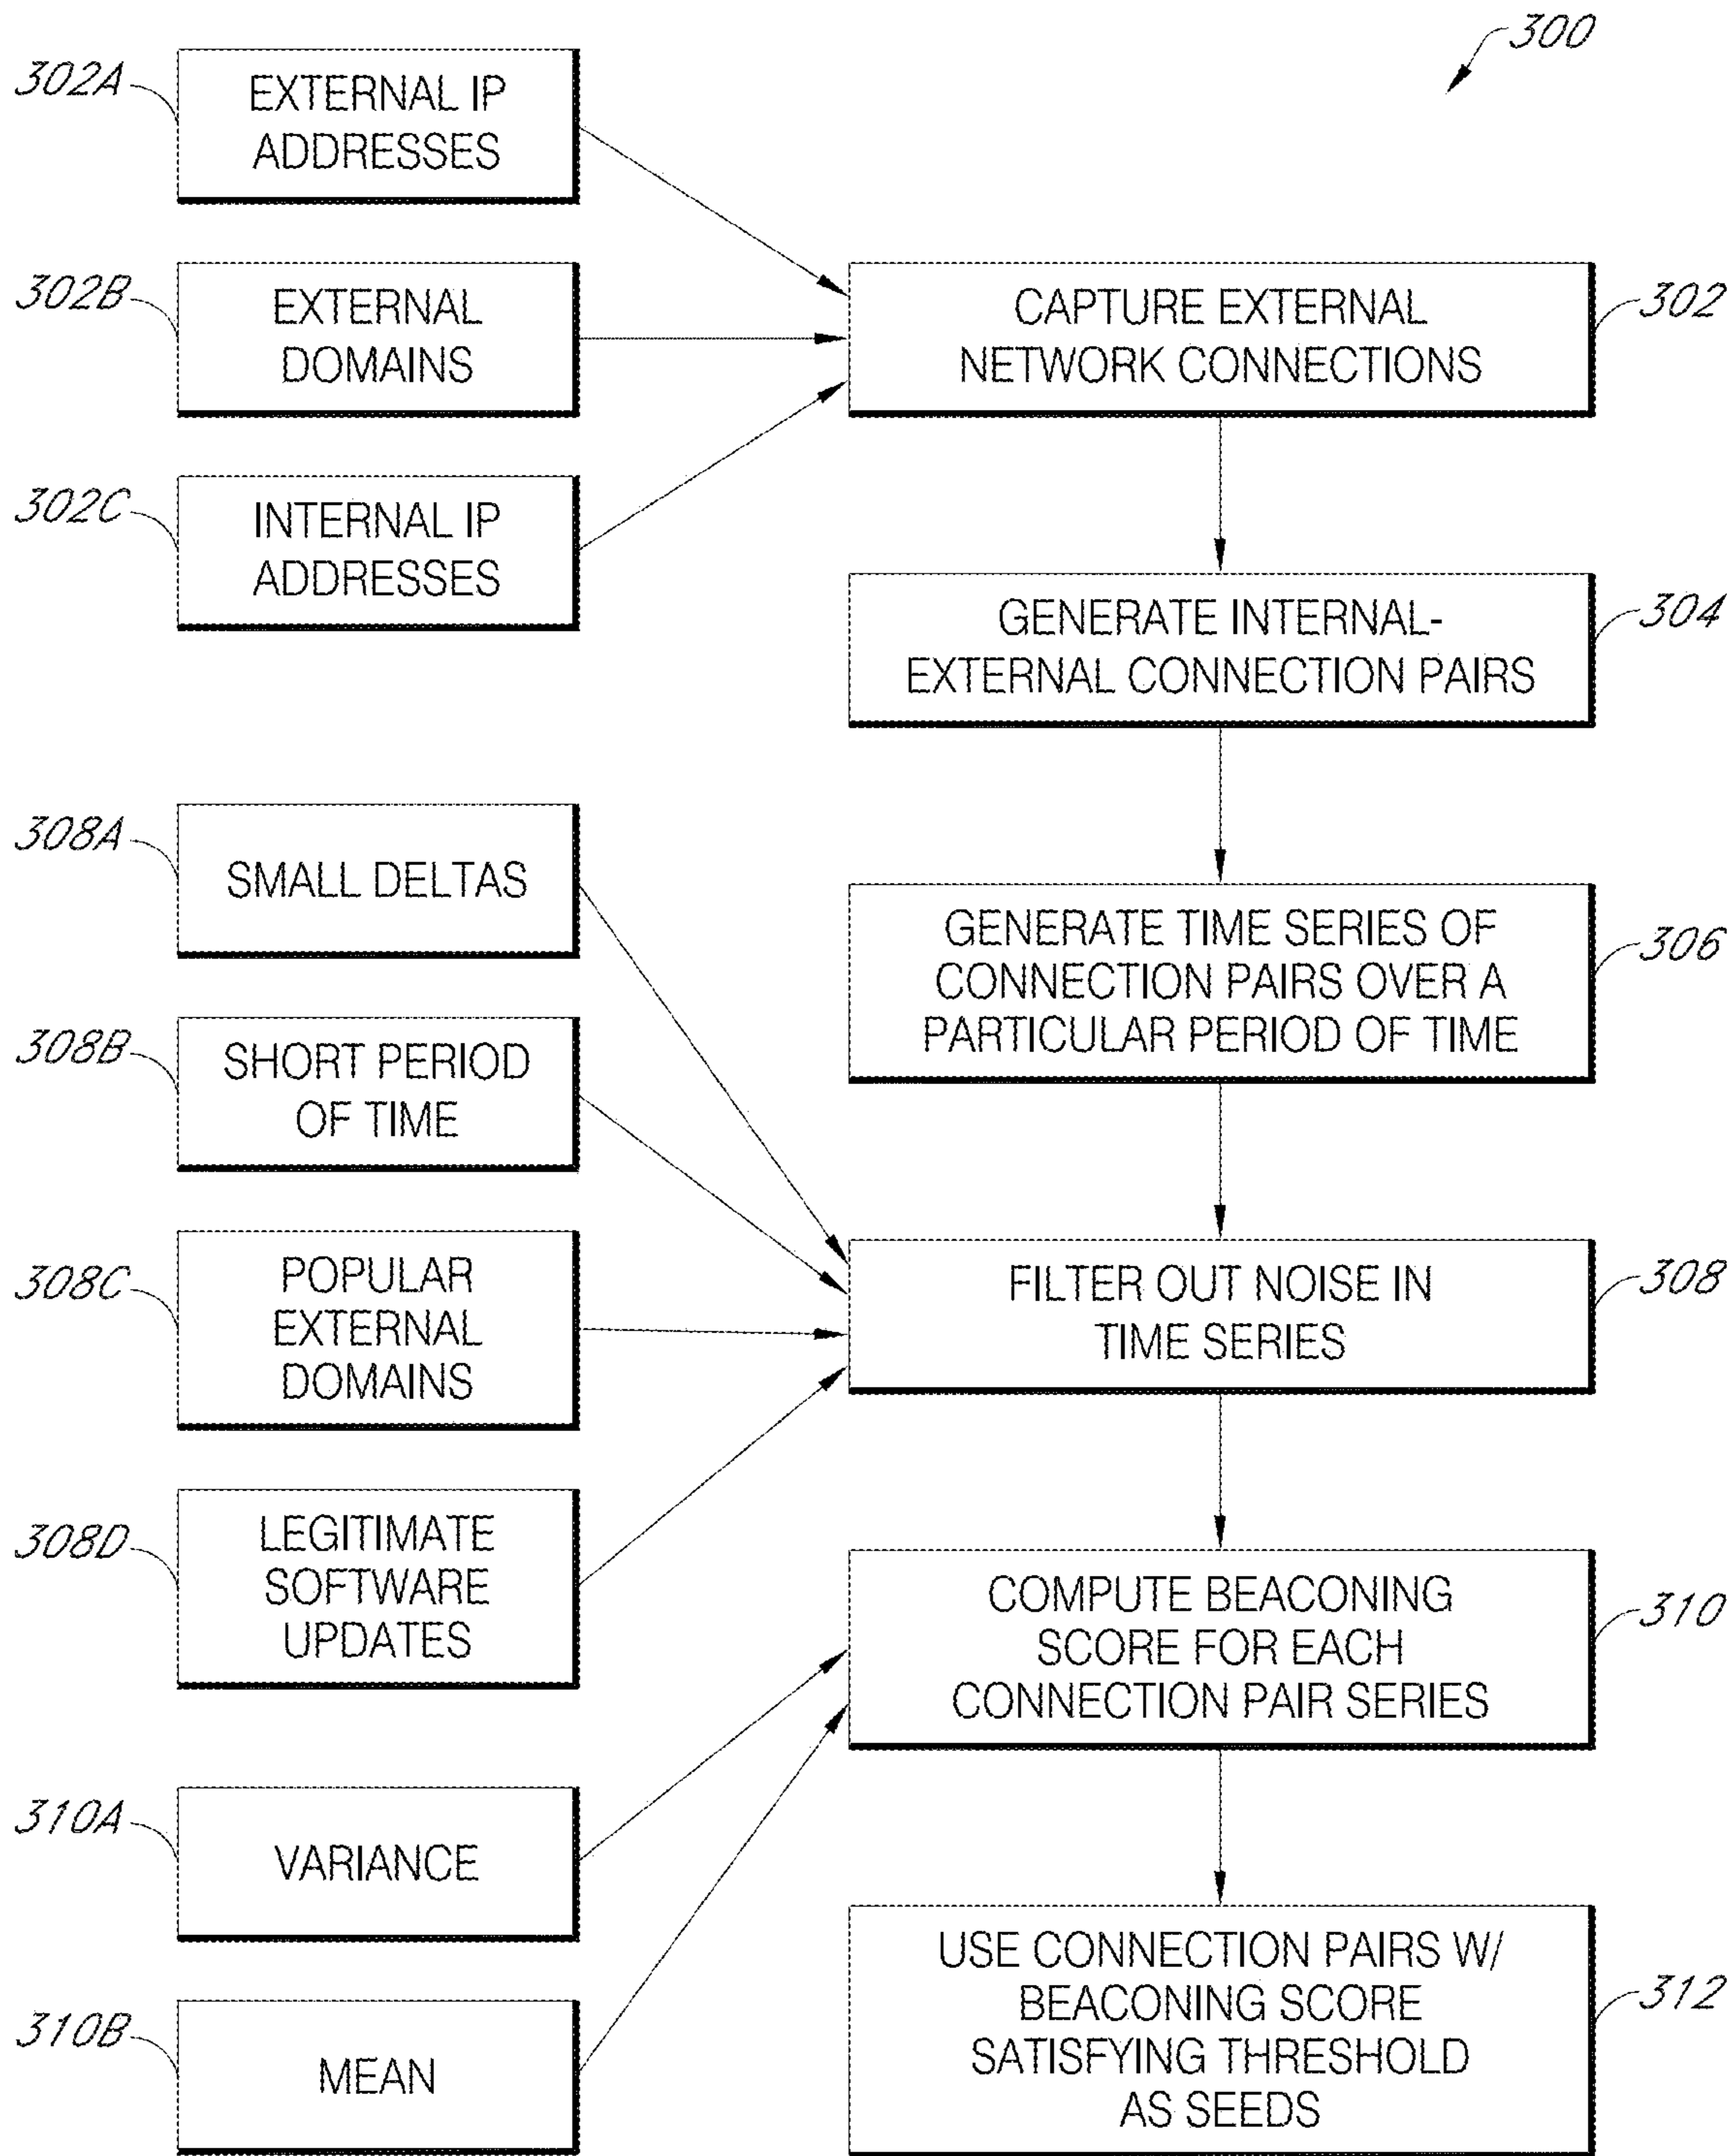 300
302A
EXTERNAL IP
ADDRESSES
302B
EXTERNAL
DOMAINS
CAPTURE EXTERNAL
NETWORK CONNECTIONS
302
302C
INTERNAL IP
ADDRESSES
GENERATE INTERNAL-
EXTERNAL CONNECTION PAIRS
304
308A
SMALL DELTAS
GENERATE TIME SERIES OF
CONNECTION PAIRS OVER A
PARTICULAR PERIOD OF TIME
306
308B
SHORT PERIOD
OF TIME
308C
POPULAR
EXTERNAL
DOMAINS
FILTER OUT NOISE IN
TIME SERIES
308
308D
LEGITIMATE
SOFTWARE
UPDATES
COMPUTE BEACONING
SCORE FOR EACH
CONNECTION PAIR SERIES
310
310A
VARIANCE
310B
MEAN
USE CONNECTION PAIRS W/
BEACONING SCORE
SATISFYING THRESHOLD
AS SEEDS
312